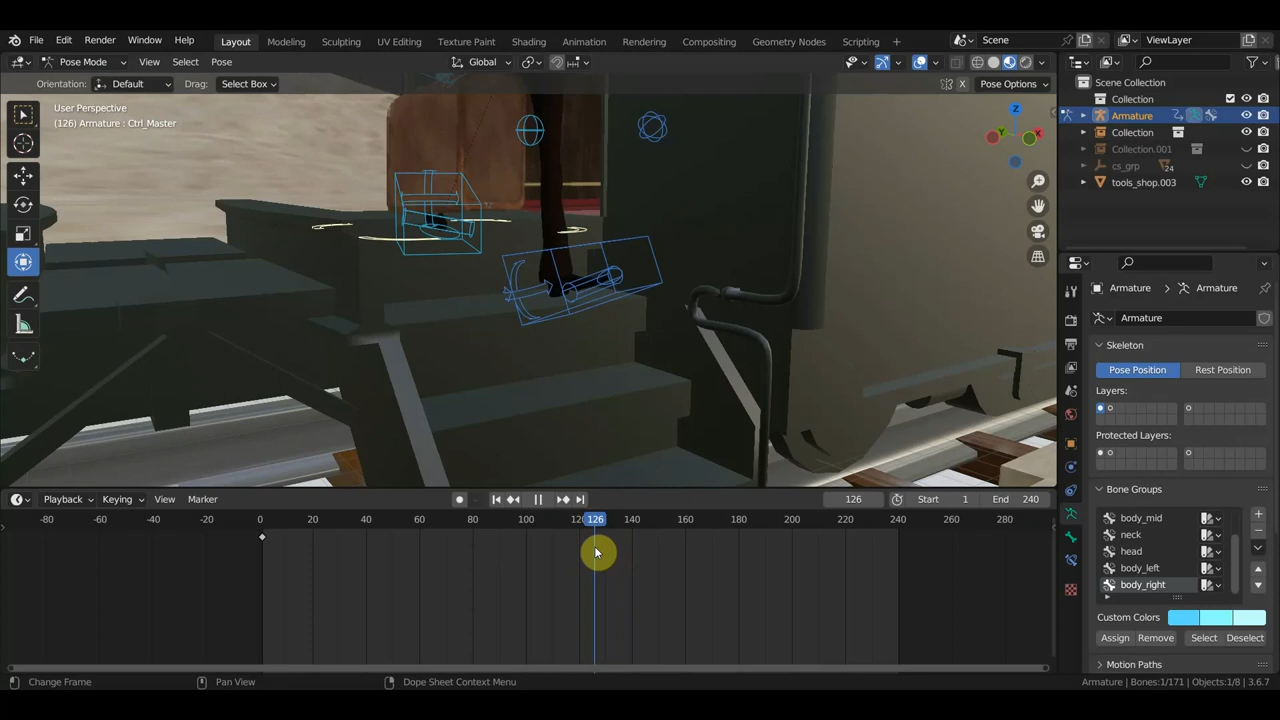 File Edit Render Window Help Layout Modeling Sculpting UV Editing Texture Paint Shading Animation Rendering Compositing Geometry Nodes Scripting + Scene ViewLayer
Pose Mode View Select Pose Global
Orientation: Default Drag: Select Box X Pose Options
User Perspective
(126) Armature : Ctrl_Master
Z
Y
X
Scene Collection
Collection
Armature
Collection
Collection.001
cs_grp 24
tools_shop.003
Armature > Armature
Armature
Skeleton
Pose Position Rest Position
Layers:
Protected Layers:
Bone Groups
body_mid
neck
head
body_left
body_right
Custom Colors
Assign Remove Select Deselect
Motion Paths
Playback Keying View Marker 126 Start 1 End 240
-80 -60 -40 -20 0 20 40 60 80 100 126 140 160 180 200 220 240 260 280
Change Frame Pan View Dope Sheet Context Menu Armature | Bones:1/171 | Objects:1/8 | 3.6.7